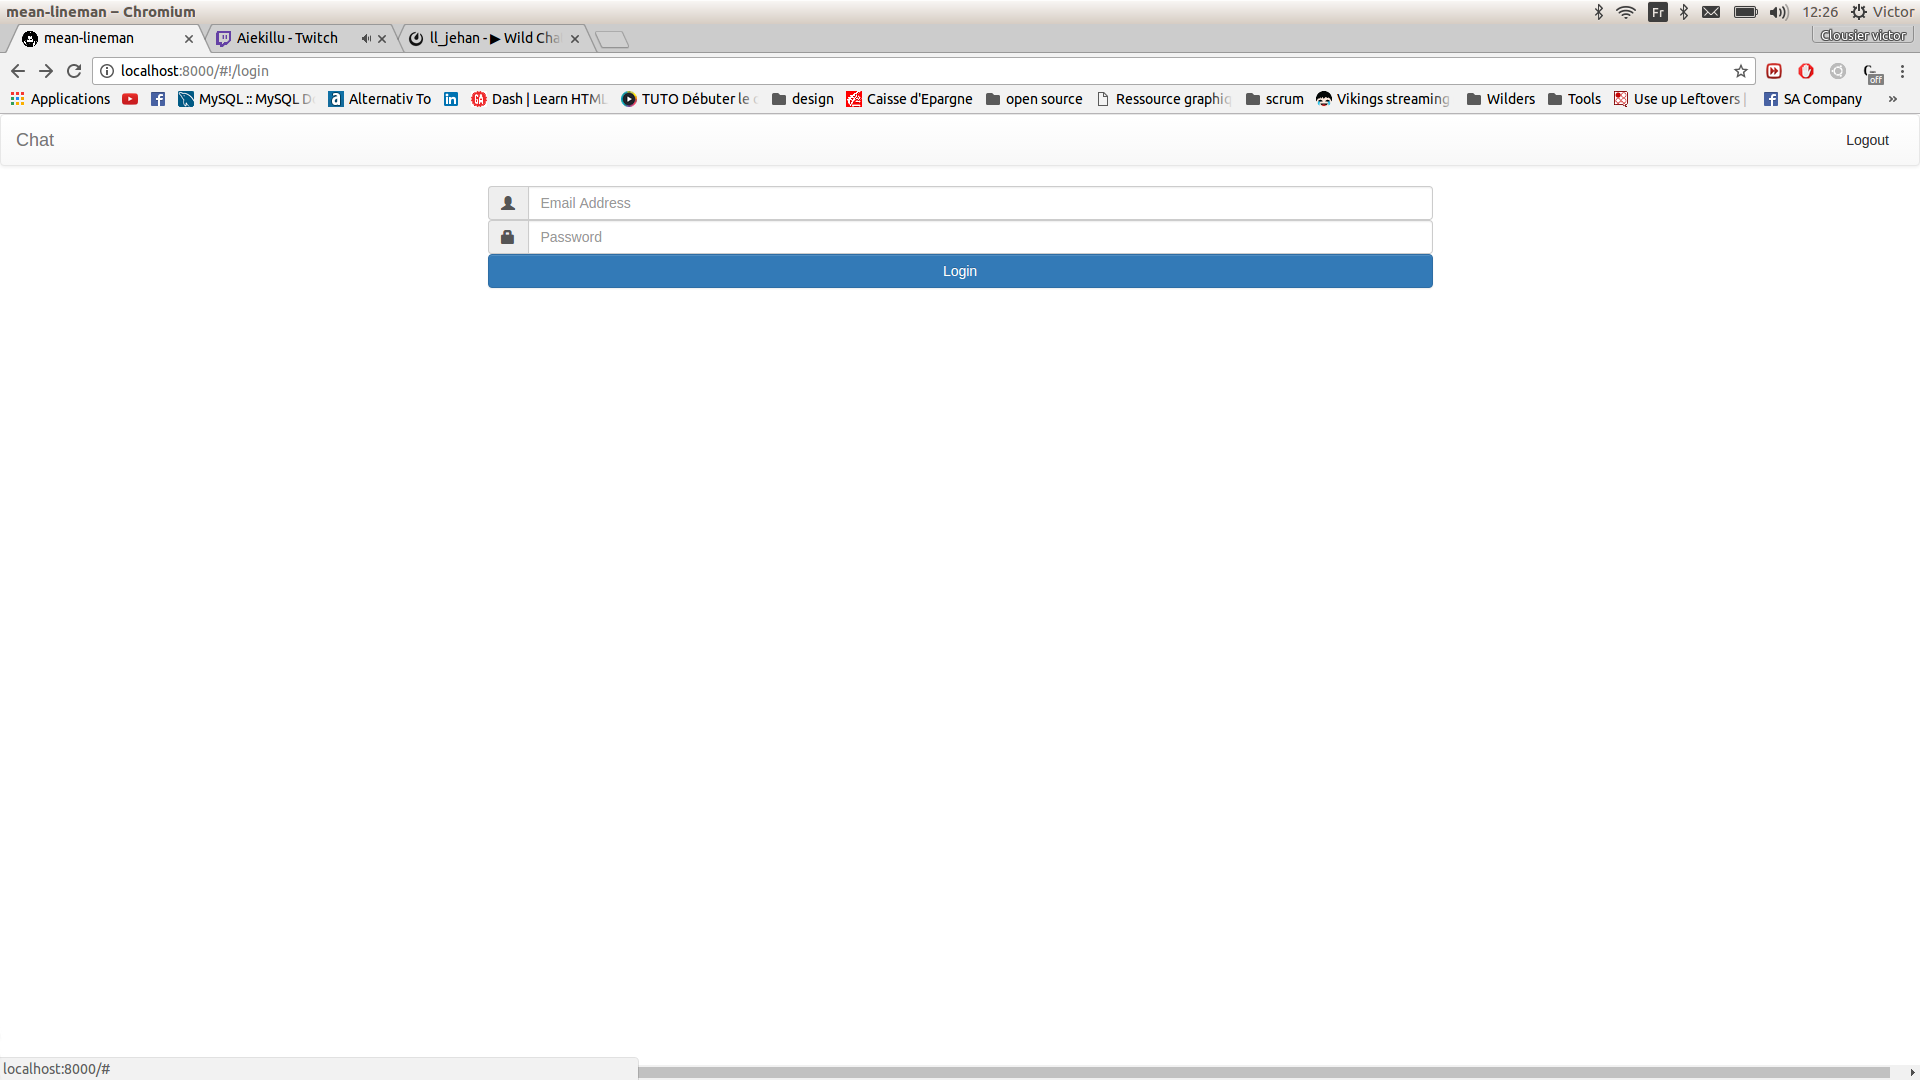 mean-lineman – Chromium
Fr 12:26 Victor
mean-lineman Aiekillu - Twitch ll_jehan - ▶ Wild Cha
Clousier victor
localhost:8000/#!/login
off
Applications MySQL :: MySQL D Alternativ To Dash | Learn HTML TUTO Débuter le c design Caisse d'Epargne open source Ressource graphiq scrum Vikings streaming Wilders Tools Use up Leftovers | SA Company »
Chat Logout
Email Address
Password
Login
localhost:8000/#